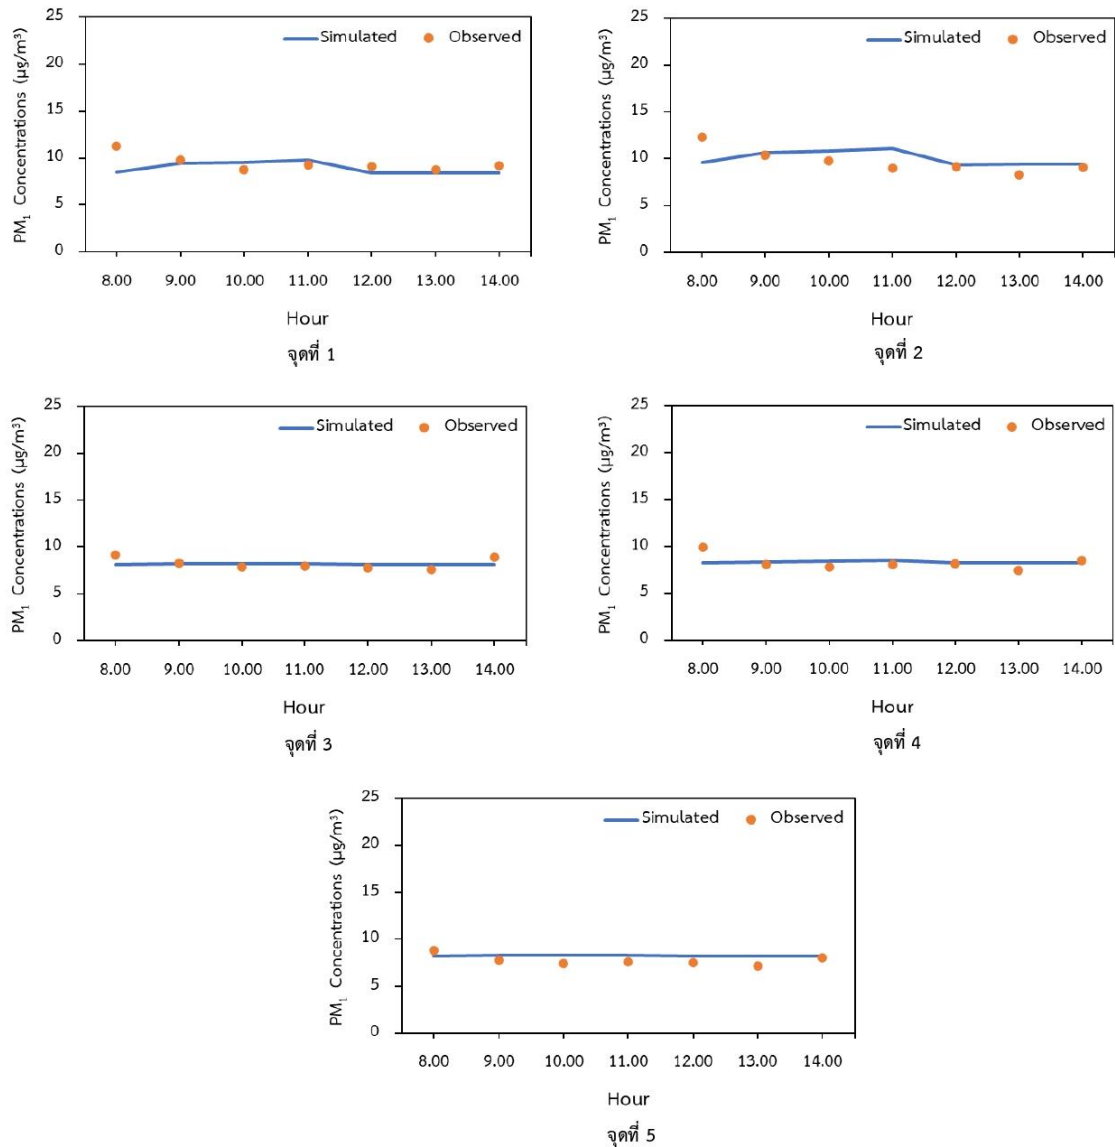 25
20
15
10
5
0
PM₁ Concentrations (µg/m³)
Simulated Observed
8.00 9.00 10.00 11.00 12.00 13.00 14.00
Hour
จุดที่ 1
25
20
15
10
5
0
PM₁ Concentrations (µg/m³)
Simulated Observed
8.00 9.00 10.00 11.00 12.00 13.00 14.00
Hour
จุดที่ 2
25
20
15
10
5
0
PM₁ Concentrations (µg/m³)
Simulated Observed
8.00 9.00 10.00 11.00 12.00 13.00 14.00
Hour
จุดที่ 3
25
20
15
10
5
0
PM₁ Concentrations (µg/m³)
Simulated Observed
8.00 9.00 10.00 11.00 12.00 13.00 14.00
Hour
จุดที่ 4
25
20
15
10
5
0
PM₁ Concentrations (µg/m³)
Simulated Observed
8.00 9.00 10.00 11.00 12.00 13.00 14.00
Hour
จุดที่ 5